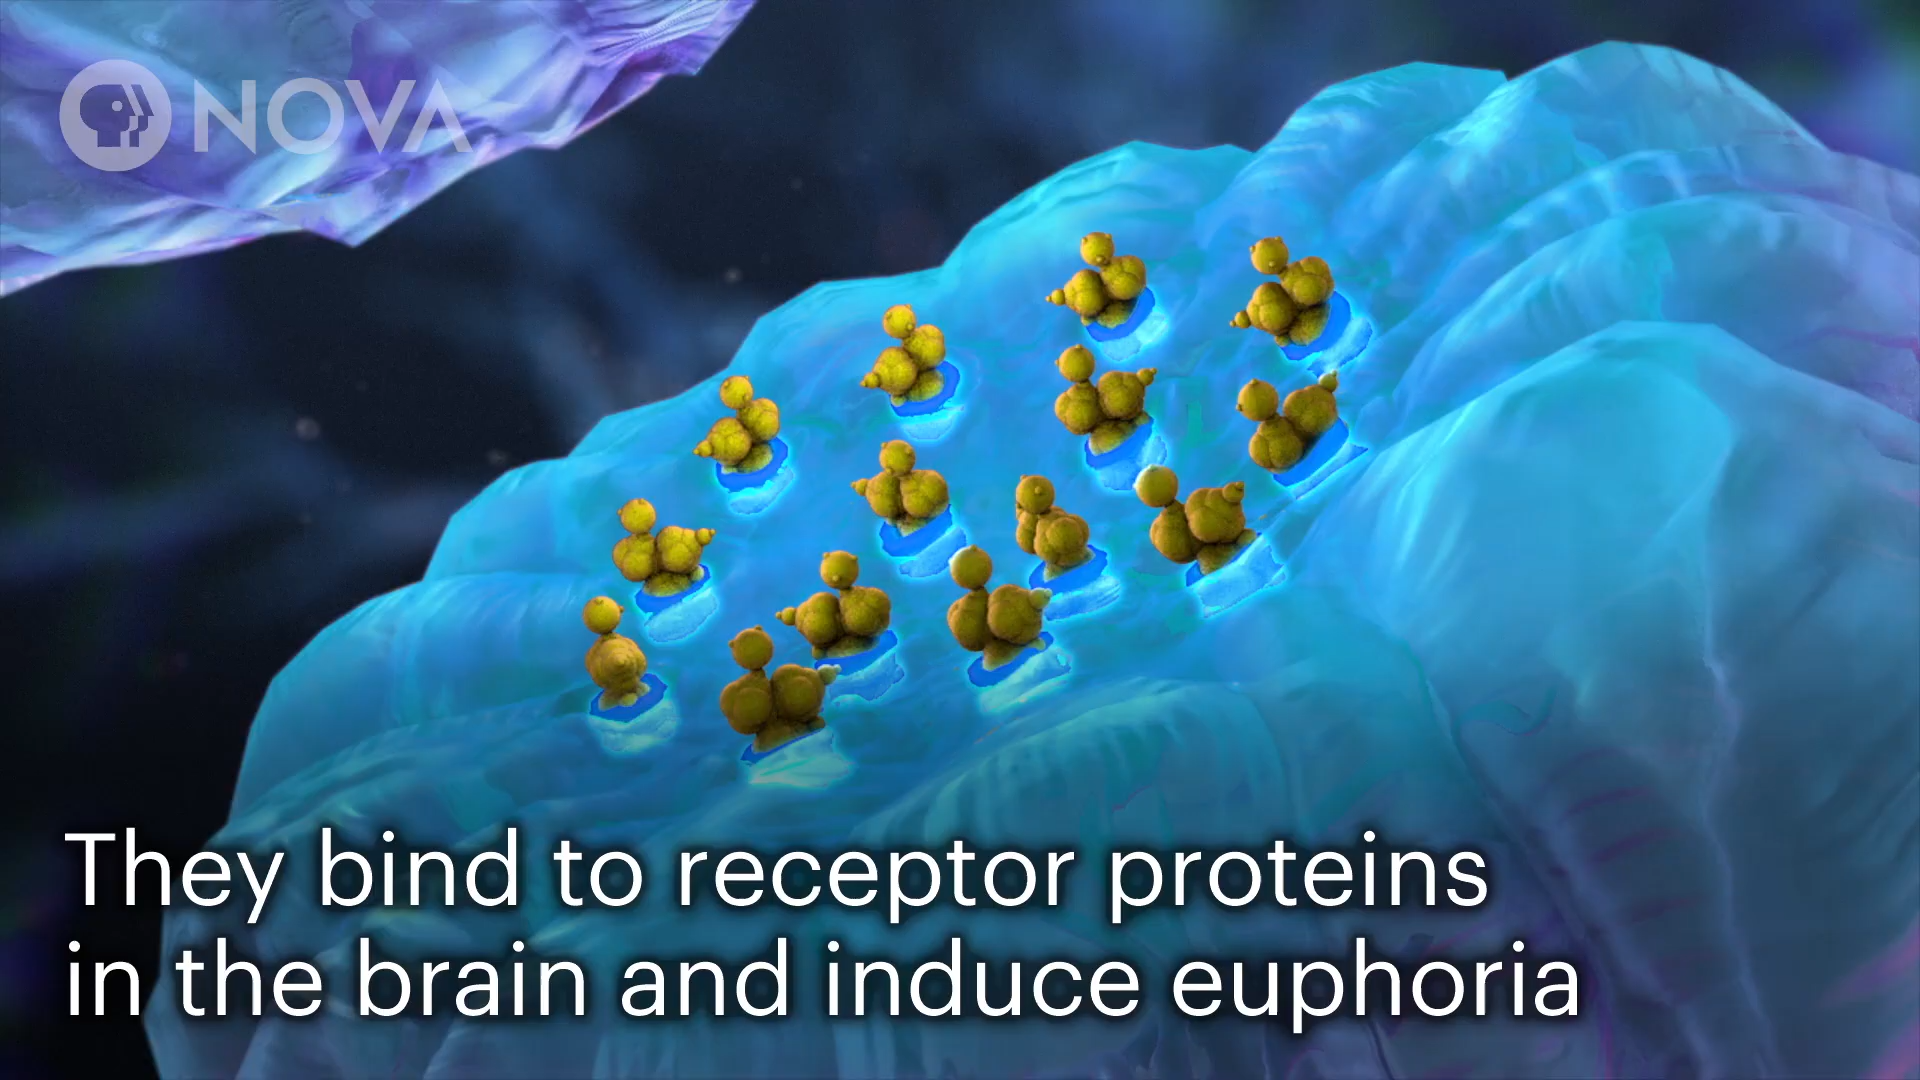 NOVA
They bind to receptor proteins
in the brain and induce euphoria